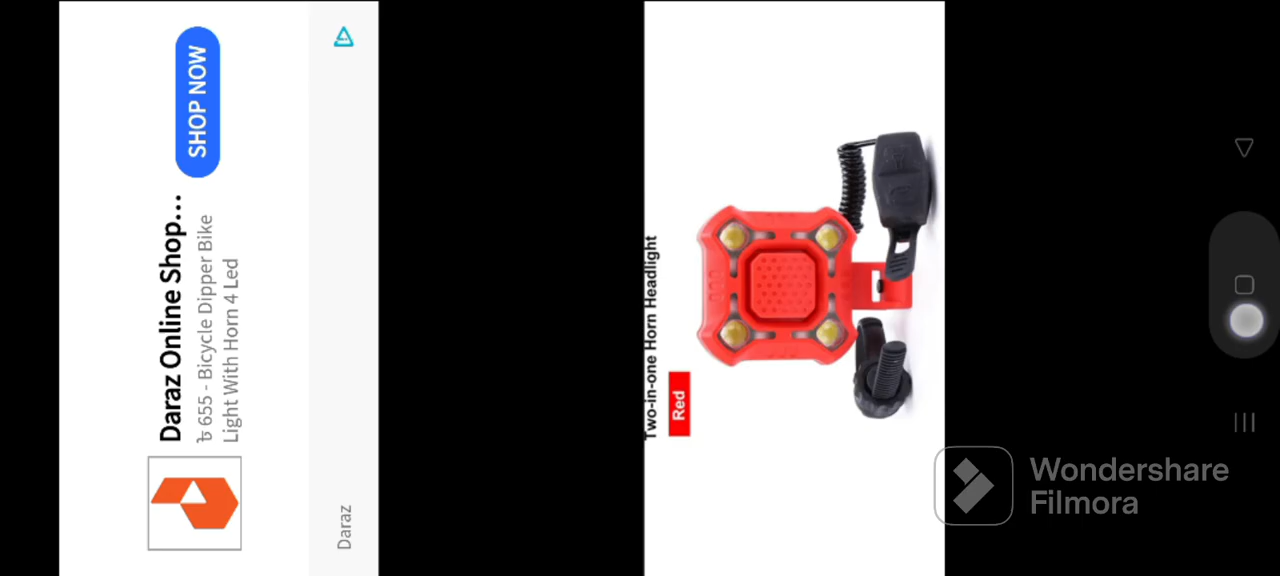 Daraz Online Shop...
৳ 655 - Bicycle Dipper Bike
Light With Horn 4 Led
SHOP NOW
Daraz
Two-in-one Horn Headlight
Red
Wondershare
Filmora